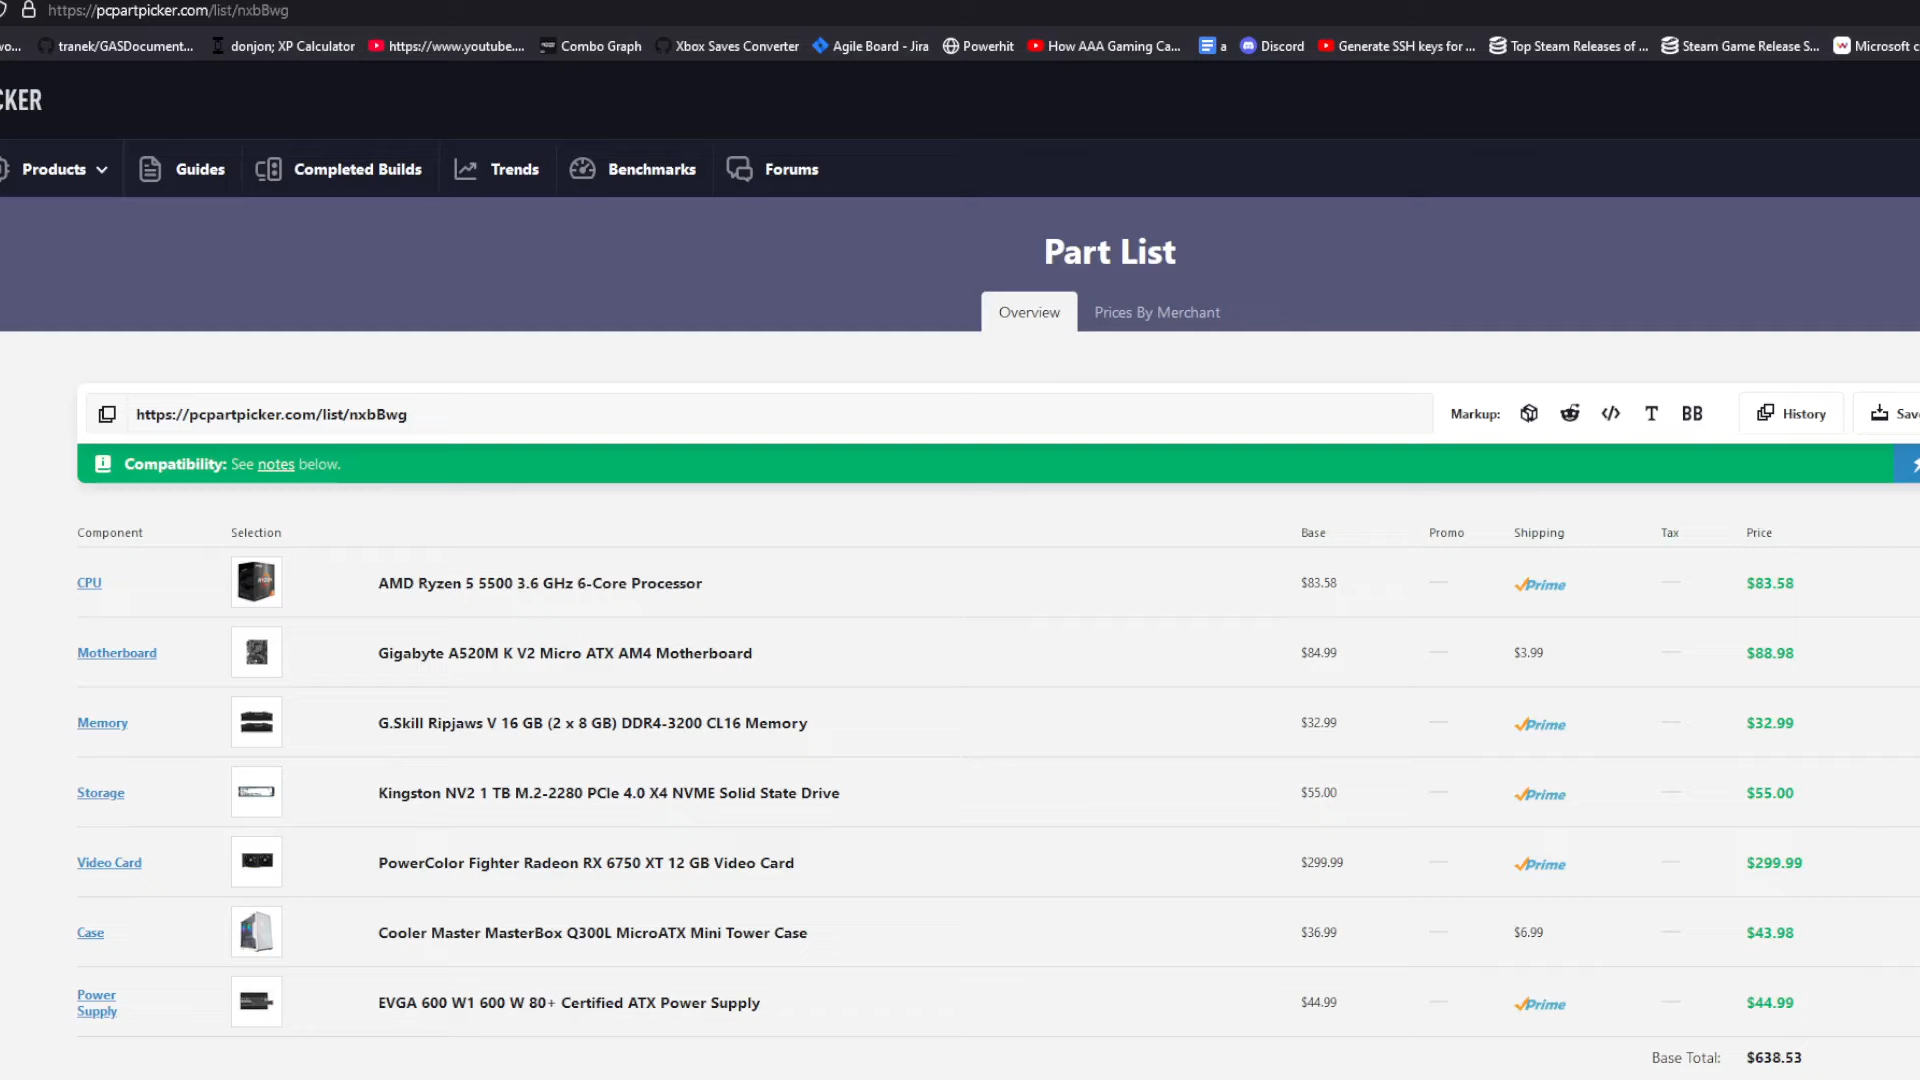 https://pcpartpicker.com/list/nxbBwg
wo... tranek/GASDocument... donjon; XP Calculator https://www.youtube.... Combo Graph Xbox Saves Converter Agile Board - Jira Powerhit How AAA Gaming Ca... a Discord Generate SSH keys for ... Top Steam Releases of ... Steam Game Release S... Microsoft c
CKER
Products Guides Completed Builds Trends Benchmarks Forums
Part List
Overview Prices By Merchant
https://pcpartpicker.com/list/nxbBwg Markup: T BB History Save
Compatibility: See notes below.
Component Selection Base Promo Shipping Tax Price
CPU AMD Ryzen 5 5500 3.6 GHz 6-Core Processor $83.58 — Prime — $83.58
Motherboard Gigabyte A520M K V2 Micro ATX AM4 Motherboard $84.99 — $3.99 — $88.98
Memory G.Skill Ripjaws V 16 GB (2 x 8 GB) DDR4-3200 CL16 Memory $32.99 — Prime — $32.99
Storage Kingston NV2 1 TB M.2-2280 PCIe 4.0 X4 NVME Solid State Drive $55.00 — Prime — $55.00
Video Card PowerColor Fighter Radeon RX 6750 XT 12 GB Video Card $299.99 — Prime — $299.99
Case Cooler Master MasterBox Q300L MicroATX Mini Tower Case $36.99 — $6.99 — $43.98
Power
Supply EVGA 600 W1 600 W 80+ Certified ATX Power Supply $44.99 — Prime — $44.99
Base Total: $638.53